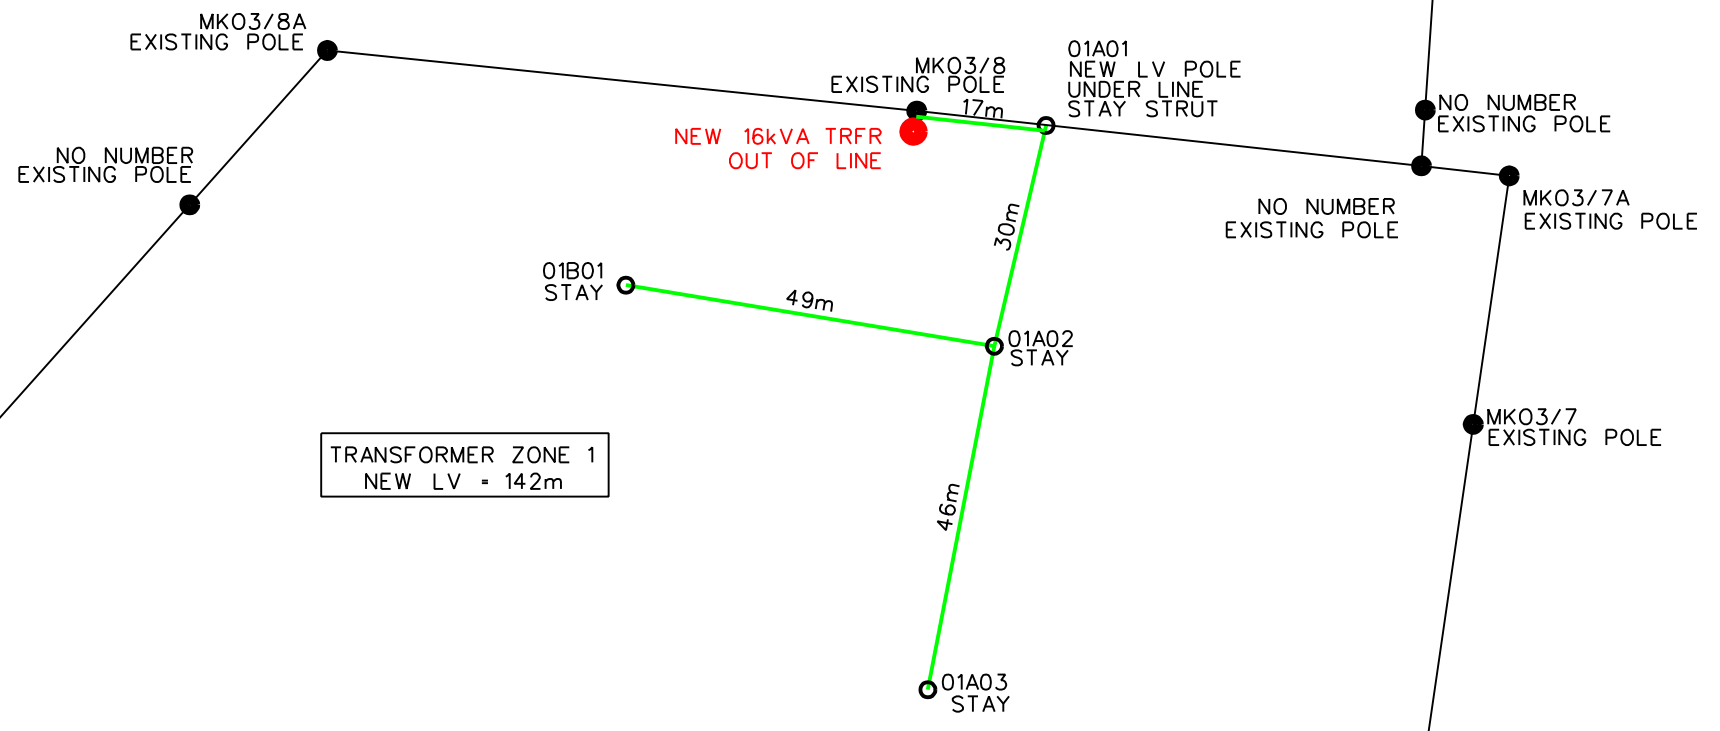 MK03/8A
EXISTING POLE
MK03/8
EXISTING POLE
01A01
NEW LV POLE
UNDER LINE
STAY STRUT
17m
NO NUMBER
EXISTING POLE
NEW 16kVA TRFR
OUT OF LINE
NO NUMBER
EXISTING POLE
NO NUMBER
EXISTING POLE
MK03/7A
EXISTING POLE
30m
01B01
STAY
49m
01A02
STAY
MK03/7
EXISTING POLE
TRANSFORMER ZONE 1
NEW LV = 142m
46m
01A03
STAY